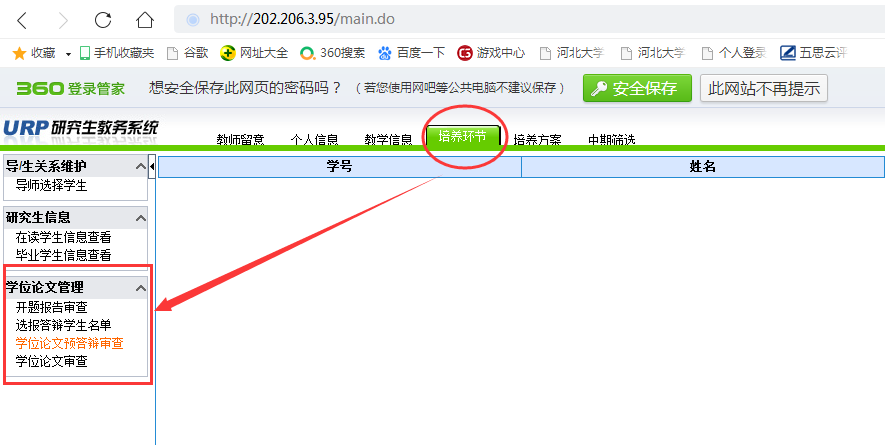 http://202.206.3.95/main.do
收藏 手机收藏夹 谷歌 网址大全 360搜索 百度一下 游戏中心 河北大学 河北大学 个人登录 五思云评
360登录管家 想安全保存此网页的密码吗？ （若您使用网吧等公共电脑不建议保存） 安全保存 此网站不再提示
URP研究生教务系统 教师留意 个人信息 教学信息 培养环节 培养方案 中期筛选
导/生关系维护
导师选择学生
研究生信息
在读学生信息查看
毕业学生信息查看
学位论文管理
开题报告审查
选报答辩学生名单
学位论文预答辩审查
学位论文审查
学号 姓名